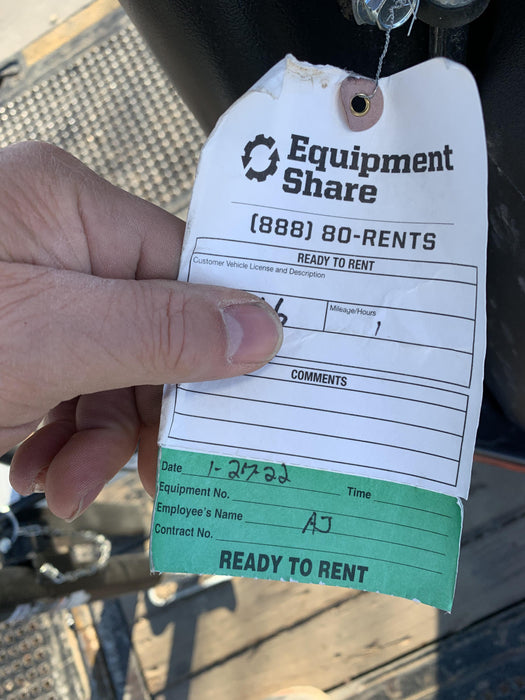 Equipment
Share
(888) 80-RENTS
READY TO RENT
Customer Vehicle License and Description
Mileage/Hours
1
COMMENTS
Date 1-27-22 Time
Equipment No.
Employee's Name AJ
Contract No.
READY TO RENT